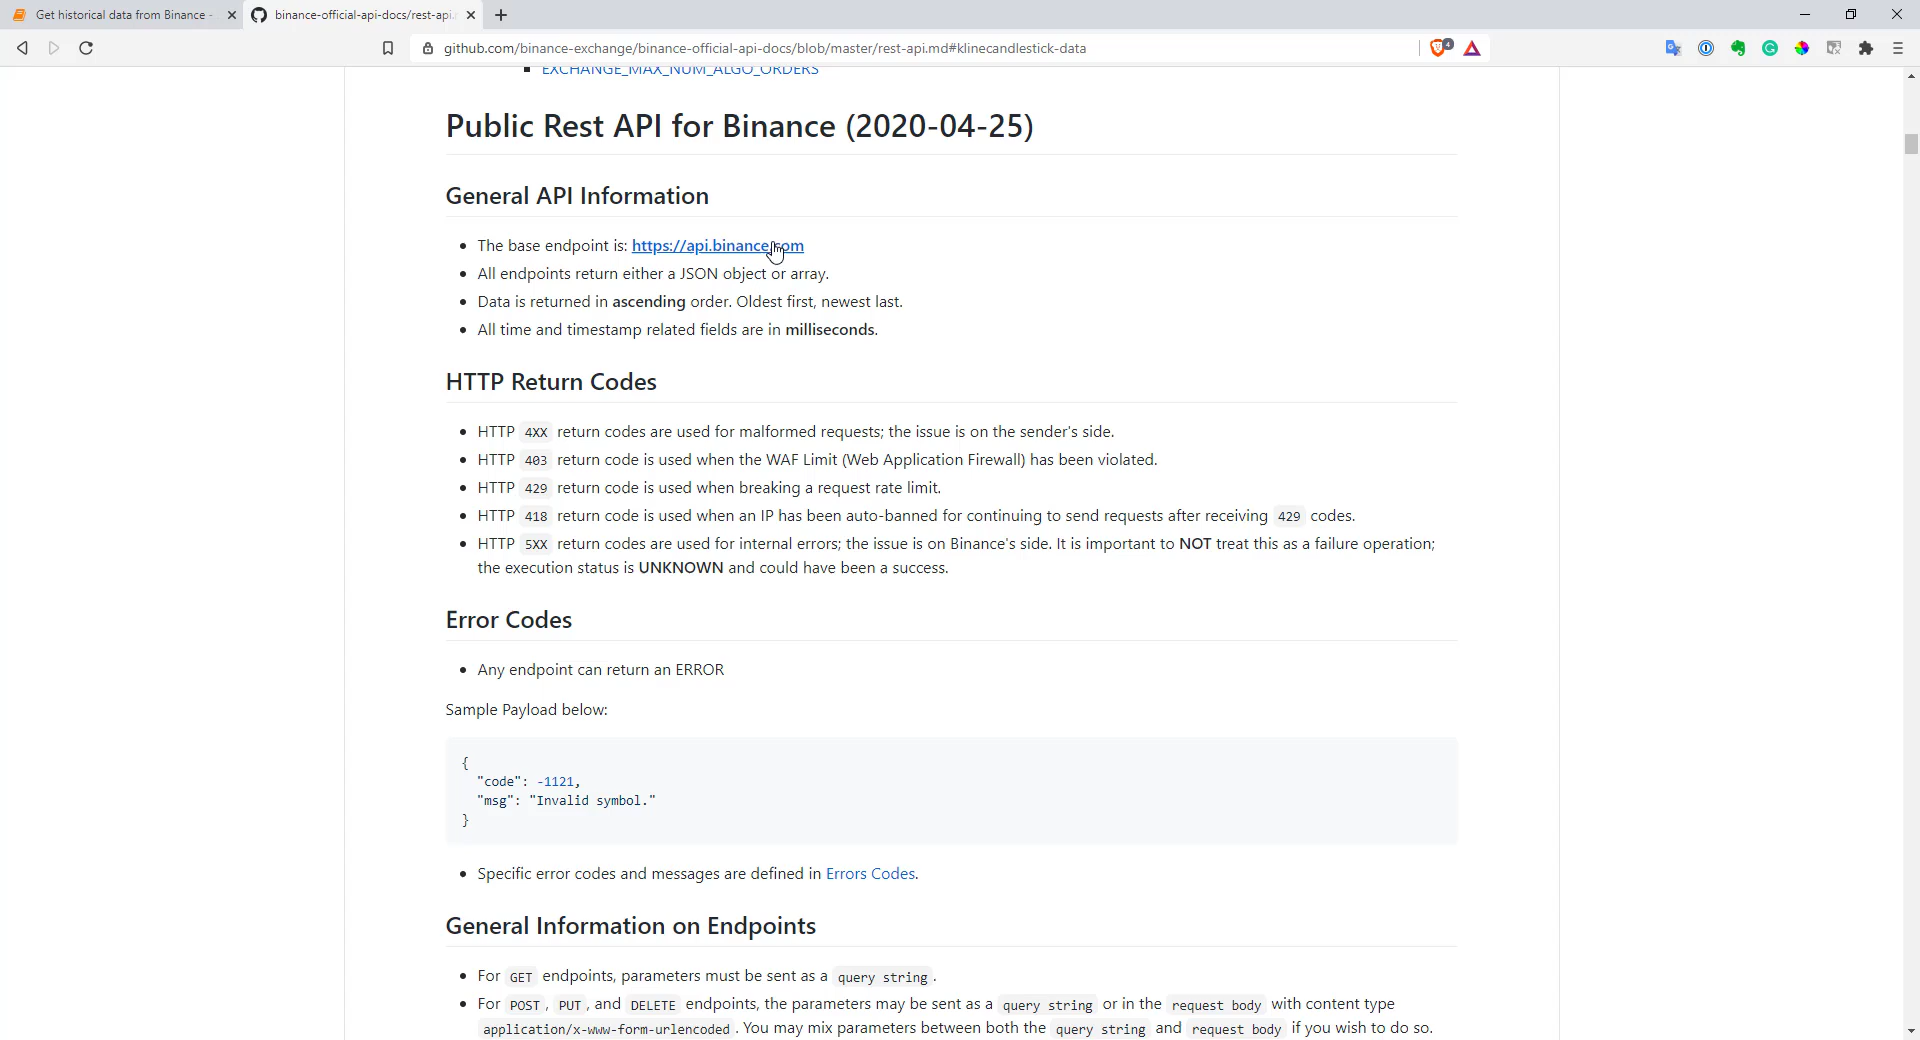 Get historical data from Binance -
binance-official-api-docs/rest-api.
github.com/binance-exchange/binance-official-api-docs/blob/master/rest-api.md#klinecandlestick-data
4
EXCHANGE_MAX_NUM_ALGO_ORDERS
Public Rest API for Binance (2020-04-25)
General API Information
The base endpoint is: https://api.binance.com
All endpoints return either a JSON object or array.
Data is returned in ascending order. Oldest first, newest last.
All time and timestamp related fields are in milliseconds.
HTTP Return Codes
HTTP 4XX return codes are used for malformed requests; the issue is on the sender's side.
HTTP 403 return code is used when the WAF Limit (Web Application Firewall) has been violated.
HTTP 429 return code is used when breaking a request rate limit.
HTTP 418 return code is used when an IP has been auto-banned for continuing to send requests after receiving 429 codes.
HTTP 5XX return codes are used for internal errors; the issue is on Binance's side. It is important to NOT treat this as a failure operation;
the execution status is UNKNOWN and could have been a success.
Error Codes
Any endpoint can return an ERROR
Sample Payload below:
{
"code": -1121,
"msg": "Invalid symbol."
}
Specific error codes and messages are defined in Errors Codes.
General Information on Endpoints
For GET endpoints, parameters must be sent as a query string.
For POST, PUT, and DELETE endpoints, the parameters may be sent as a query string or in the request body with content type
application/x-www-form-urlencoded. You may mix parameters between both the query string and request body if you wish to do so.